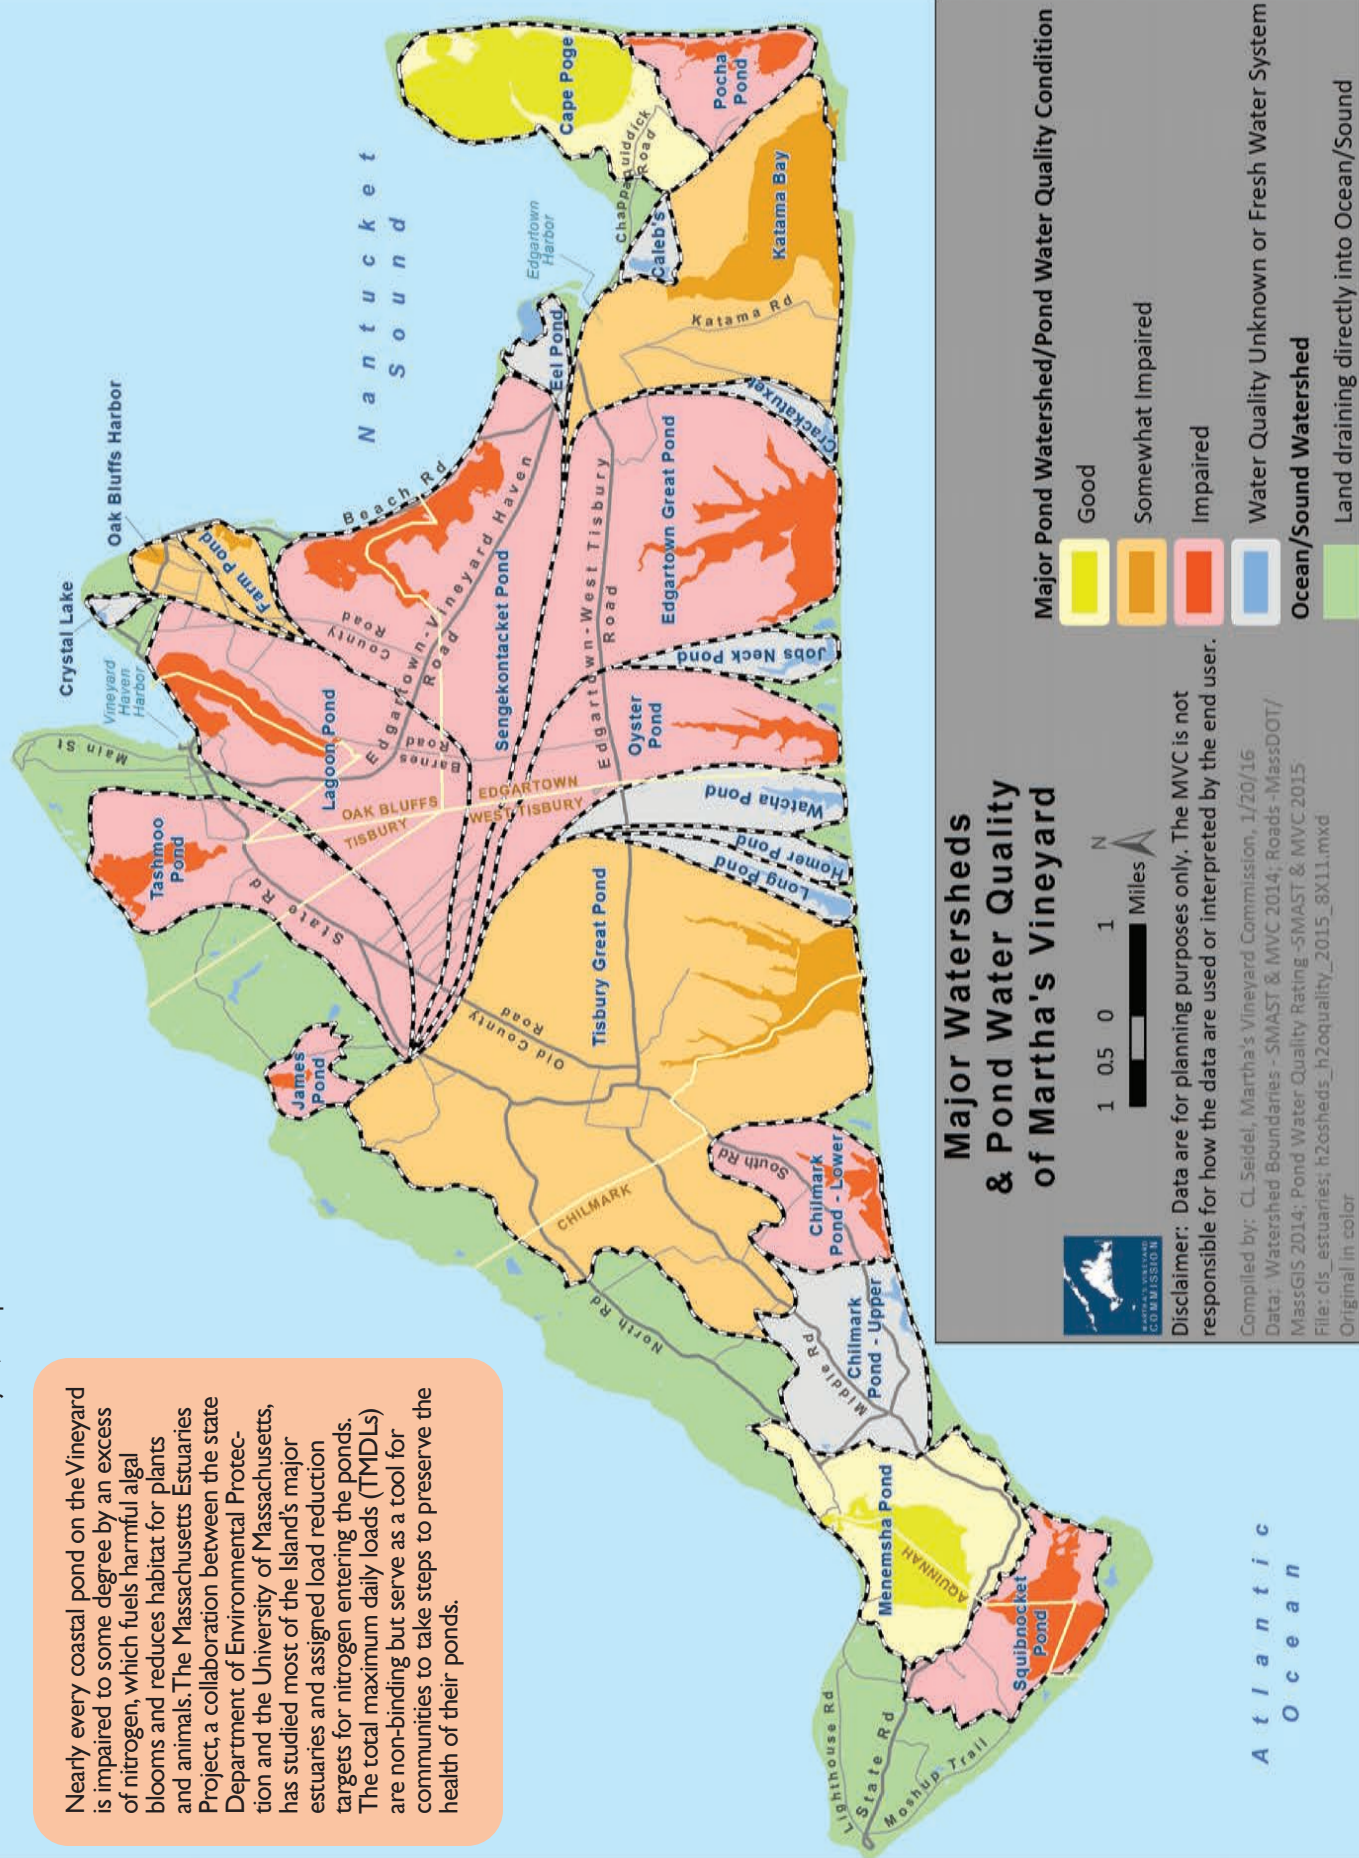 Nearly every coastal pond on the Vineyard
is impaired to some degree by an excess
of nitrogen, which fuels harmful algal
blooms and reduces habitat for plants
and animals. The Massachusetts Estuaries
Project, a collaboration between the state
Department of Environmental Protec-
tion and the University of Massachusetts,
has studied most of the Island's major
estuaries and assigned load reduction
targets for nitrogen entering the ponds.
The total maximum daily loads (TMDLs)
are non-binding but serve as a tool for
communities to take steps to preserve the
health of their ponds.
Crystal Lake
Oak Bluffs Harbor
Vineyard
Haven
Harbor
Main St
Nantucket
Sound
Tashmoo
Pond
Lagoon Pond
Farm Pond
Beach Rd
County
Road
Edgartown-Vineyard Haven
Road
Barnes
Road
Sengekontacket Pond
OAK BLUFFS
TISBURY
EDGARTOWN
WEST TISBURY
State Rd
James
Pond
Old County
Road
Tisbury Great Pond
Edgartown-West Tisbury
Road
Edgartown
Harbor
Eel Pond
Cape Poge
Chappaquiddick
Road
Caleb's
Pocha
Pond
Katama Bay
Katama Rd
Crackatuxet
Edgartown Great Pond
Jobs Neck Pond
Oyster
Pond
Watcha Pond
Homer Pond
Long Pond
CHILMARK
North Rd
South Rd
Chilmark
Pond - Lower
Middle Rd
Chilmark
Pond - Upper
Menemsha Pond
AQUINNAH
Squibnocket
Pond
Lighthouse Rd
State Rd
Moshup Trail
Atlantic
Ocean
Major Watersheds
& Pond Water Quality
of Martha's Vineyard
N
1 0.5 0 1
Miles
MARTHA'S VINEYARD
COMMISSION
Disclaimer: Data are for planning purposes only. The MVC is not
responsible for how the data are used or interpreted by the end user.
Compiled by: CL Seidel, Martha's Vineyard Commission, 1/20/16
Data: Watershed Boundaries - SMAST & MVC 2014; Roads -MassDOT/
MassGIS 2014; Pond Water Quality Rating -SMAST & MVC 2015
File: cls_estuaries; h2osheds_h2oquality_2015_8X11.mxd
Original in color
Major Pond Watershed/Pond Water Quality Condition
Good
Somewhat Impaired
Impaired
Water Quality Unknown or Fresh Water System
Ocean/Sound Watershed
Land draining directly into Ocean/Sound